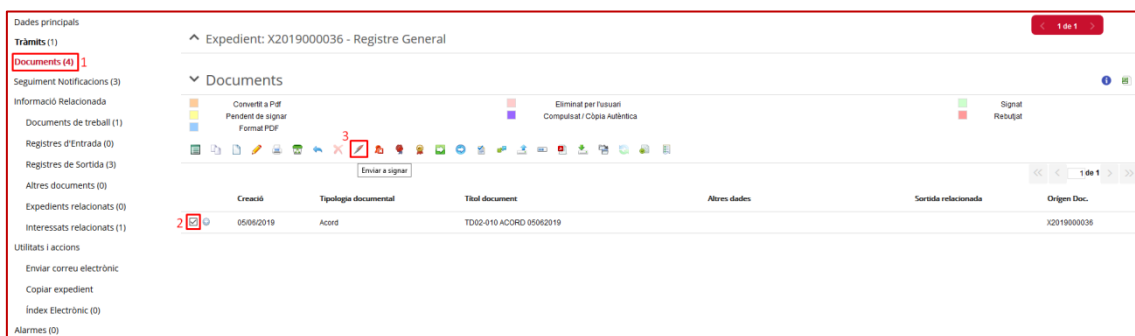 Dades principals
Tràmits (1)
Documents (4) 1
Seguiment Notificacions (3)
Informació Relacionada
Documents de treball (1)
Registres d'Entrada (0)
Registres de Sortida (3)
Altres documents (0)
Expedients relacionats (0)
Interessats relacionats (1)
Utilitats i accions
Enviar correu electrònic
Copiar expedient
Índex Electrònic (0)
Alarmes (0)
1 de 1
Expedient: X2019000036 - Registre General
Documents
Convertit a Pdf
Eliminat per l'usuari
Signat
Pendent de signar
Compulsat / Còpia Autèntica
Rebutjat
Format PDF
3
Enviar a signar
1 de 1
Creació Tipologia documental Títol document Altres dades Sortida relacionada Orígen Doc.
2 05/06/2019 Acord TD02-010 ACORD 05062019 X2019000036